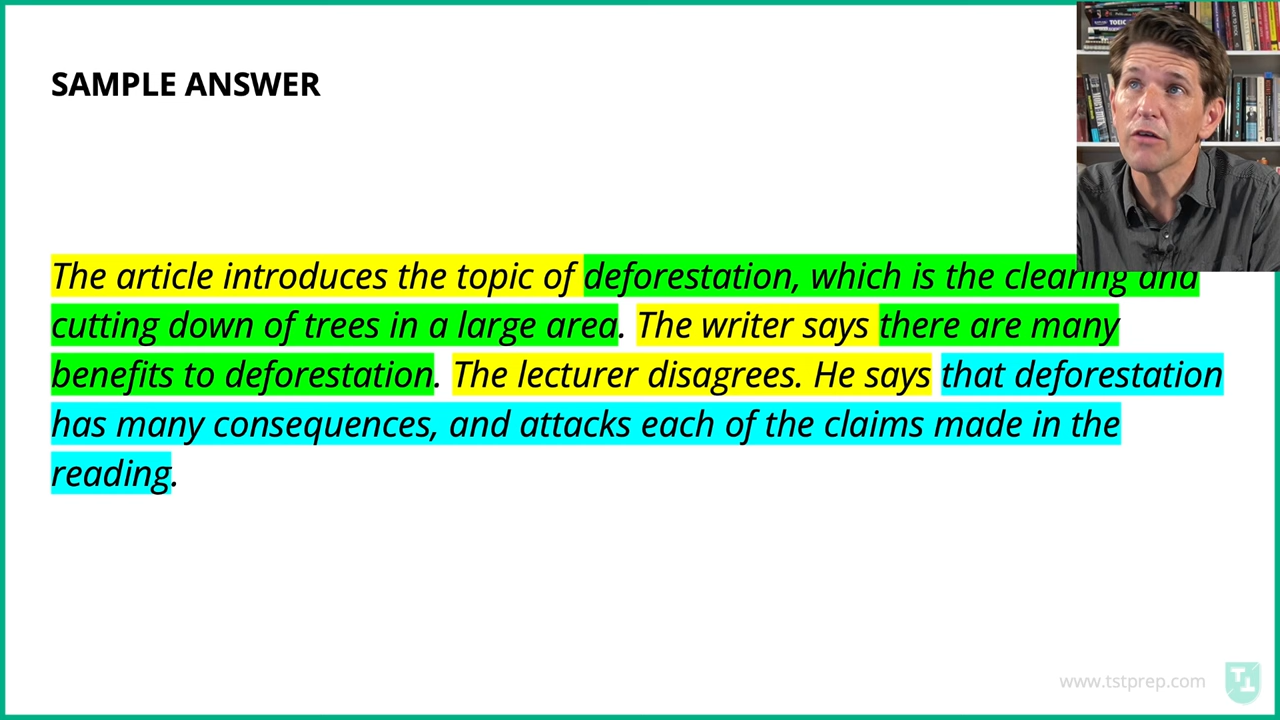 SAMPLE ANSWER
The article introduces the topic of deforestation, which is the clearing and
cutting down of trees in a large area. The writer says there are many
benefits to deforestation. The lecturer disagrees. He says that deforestation
has many consequences, and attacks each of the claims made in the
reading.
www.tstprep.com